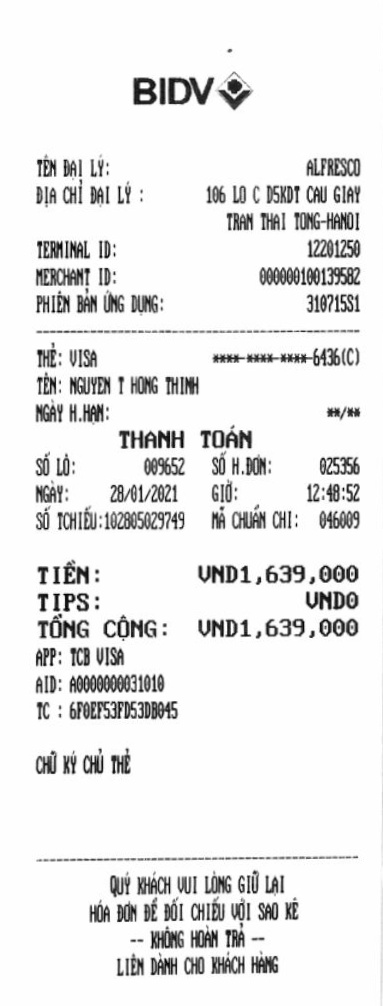 BIDV
TÊN ĐẠI LÝ: ALFRESCO
ĐỊA CHỈ ĐẠI LÝ : 106 LO C D5KDT CAU GIAY
TRAN THAI TONG-HANOI
TERMINAL ID: 12201250
MERCHANT ID: 000000100139582
PHIÊN BẢN ỨNG DỤNG: 310715S1
THẺ: VISA ****-****-****-6436(C)
TÊN: NGUYEN T HONG THINH
NGÀY H.HẠN: **/**
THANH TOÁN
SỐ LÔ: 009652 SỐ H.ĐƠN: 025356
NGÀY: 28/01/2021 GIỜ: 12:48:52
SỐ TCHIẾU:102805029749 MÃ CHUẨN CHI: 046009
TIỀN: VND1,639,000
TIPS: VND0
TỔNG CỘNG: VND1,639,000
APP: TCB VISA
AID: A0000000031010
TC : 6F0EF53FD53DB045
CHỮ KÝ CHỦ THẺ
QUÝ KHÁCH VUI LÒNG GIỮ LẠI
HÓA ĐƠN ĐỂ ĐỐI CHIẾU VỚI SAO KÊ
-- KHÔNG HOÀN TRẢ --
LIÊN DÀNH CHO KHÁCH HÀNG